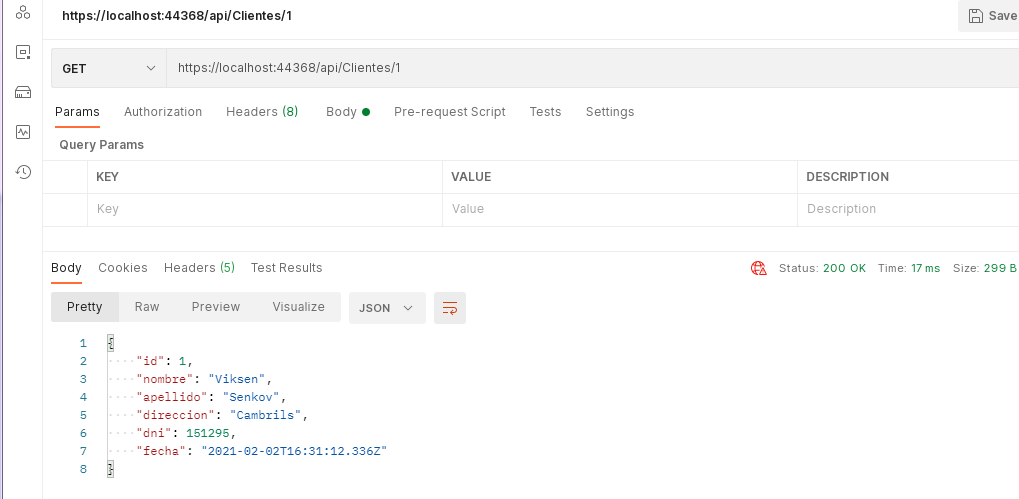 https://localhost:44368/api/Clientes/1
Save
GET https://localhost:44368/api/Clientes/1
Params Authorization Headers (8) Body Pre-request Script Tests Settings
Query Params
KEY VALUE DESCRIPTION
Key Value Description
Body Cookies Headers (5) Test Results Status: 200 OK Time: 17 ms Size: 299 B
Pretty Raw Preview Visualize JSON
1 {
2 "id": 1,
3 "nombre": "Viksen",
4 "apellido": "Senkov",
5 "direccion": "Cambrils",
6 "dni": 151295,
7 "fecha": "2021-02-02T16:31:12.336Z"
8 }